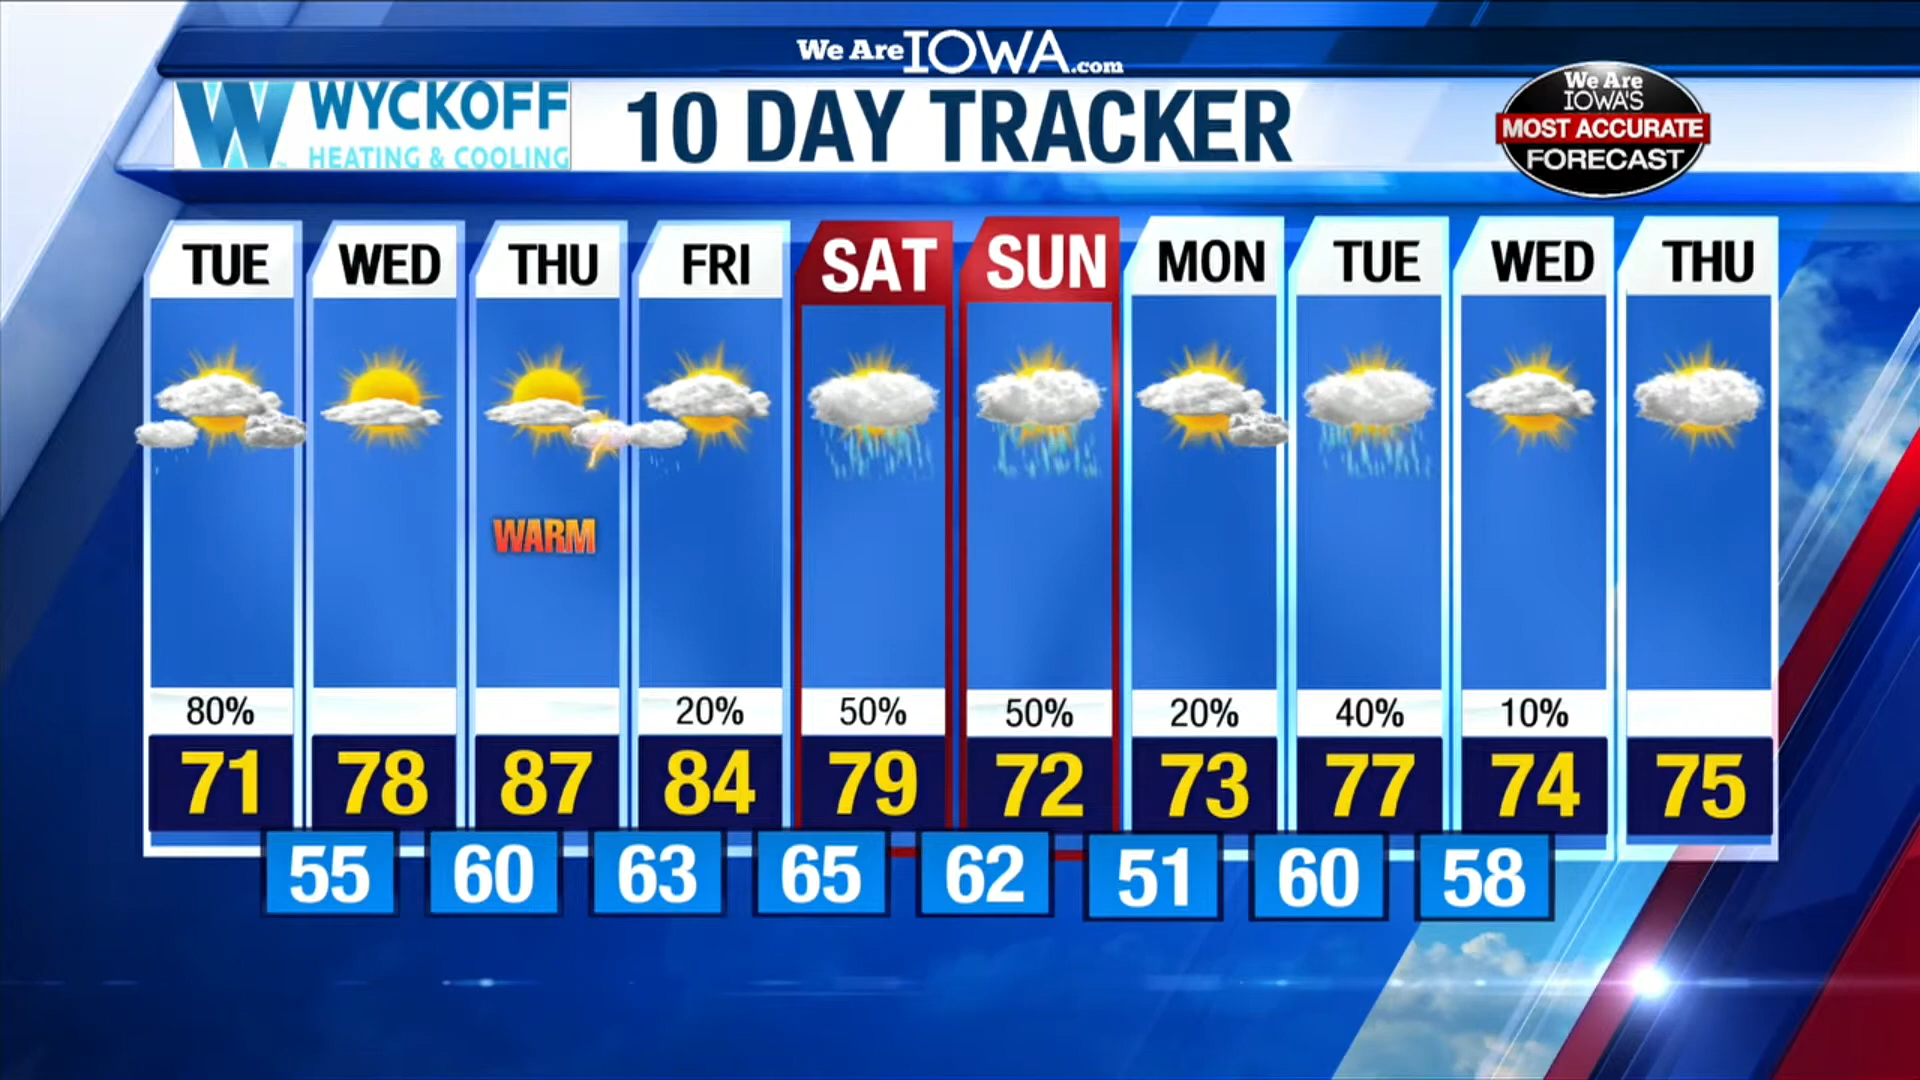 We Are IOWA.com
W WYCKOFF
HEATING & COOLING
10 DAY TRACKER
We Are
IOWA'S
MOST ACCURATE
FORECAST
TUE WED THU FRI SAT SUN MON TUE WED THU
WARM
80% 20% 50% 50% 20% 40% 10%
71 78 87 84 79 72 73 77 74 75
55 60 63 65 62 51 60 58